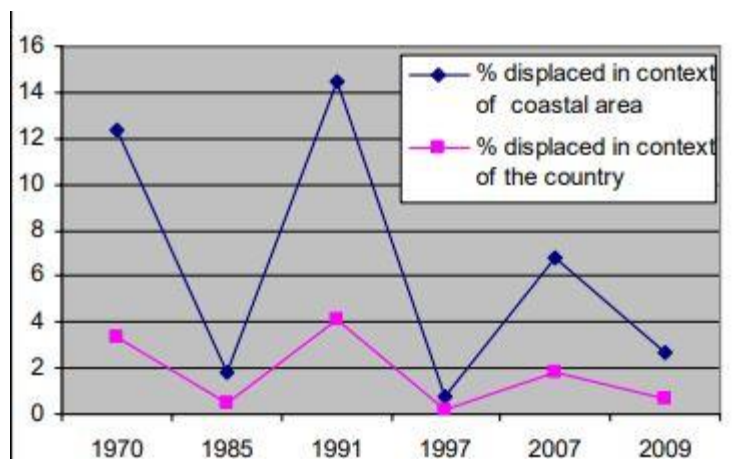 16
14
12
10
8
6
4
2
0
% displaced in context
of coastal area
% displaced in context
of the country
1970 1985 1991 1997 2007 2009